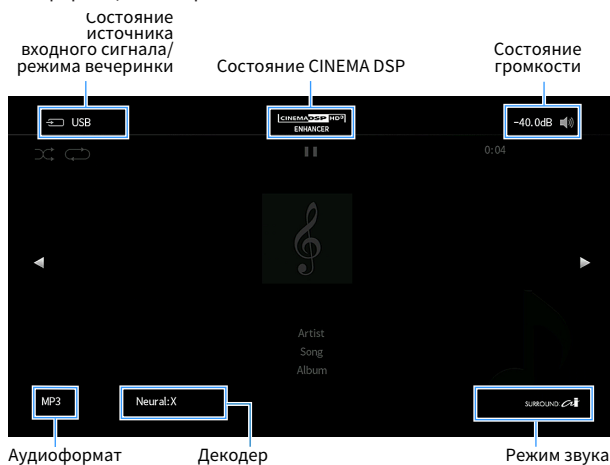 Состояние
источника
входного сигнала/
режима вечеринки
Состояние CINEMA DSP
Состояние
громкости
USB
CINEMA DSP HD³
ENHANCER
-40.0dB
0:04
Artist
Song
Album
MP3
Neural:X
SURROUND: AI
Аудиоформат
Декодер
Режим звука